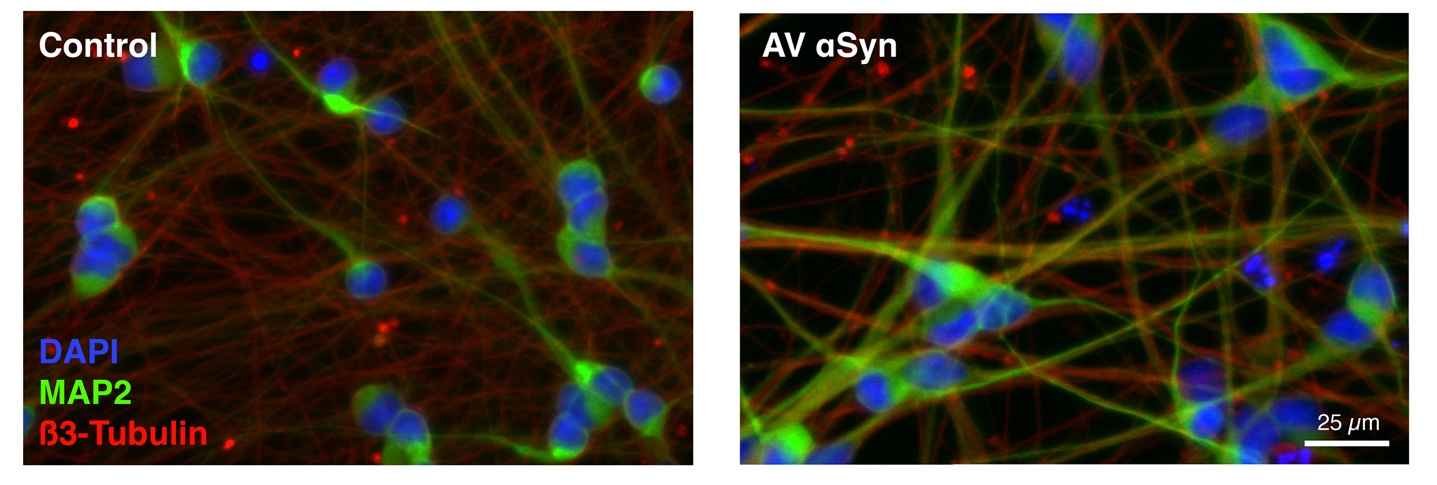 Control
DAPI
MAP2
ß3-Tubulin
AV αSyn
25 µm